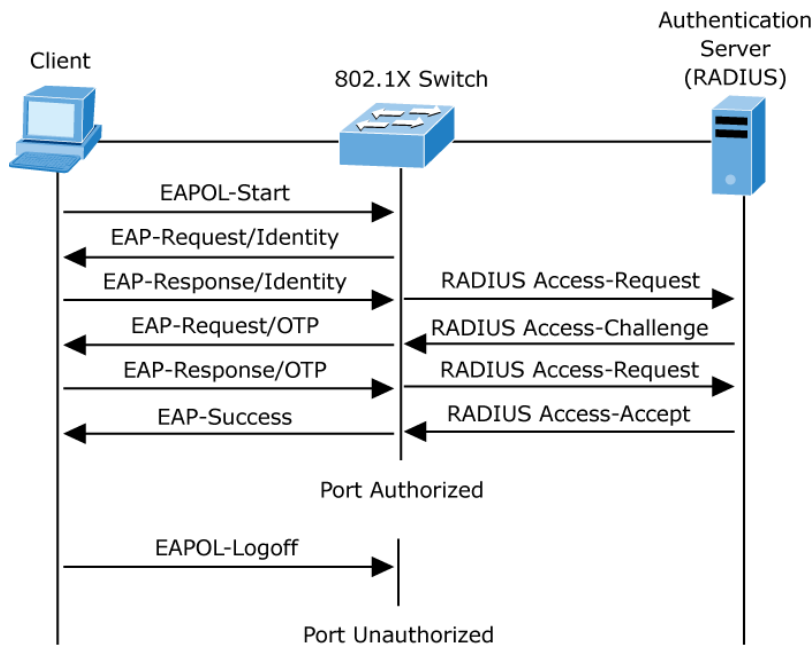 Client
802.1X Switch
Authentication
Server
(RADIUS)
EAPOL-Start
EAP-Request/Identity
EAP-Response/Identity
RADIUS Access-Request
EAP-Request/OTP
RADIUS Access-Challenge
EAP-Response/OTP
RADIUS Access-Request
EAP-Success
RADIUS Access-Accept
Port Authorized
EAPOL-Logoff
Port Unauthorized